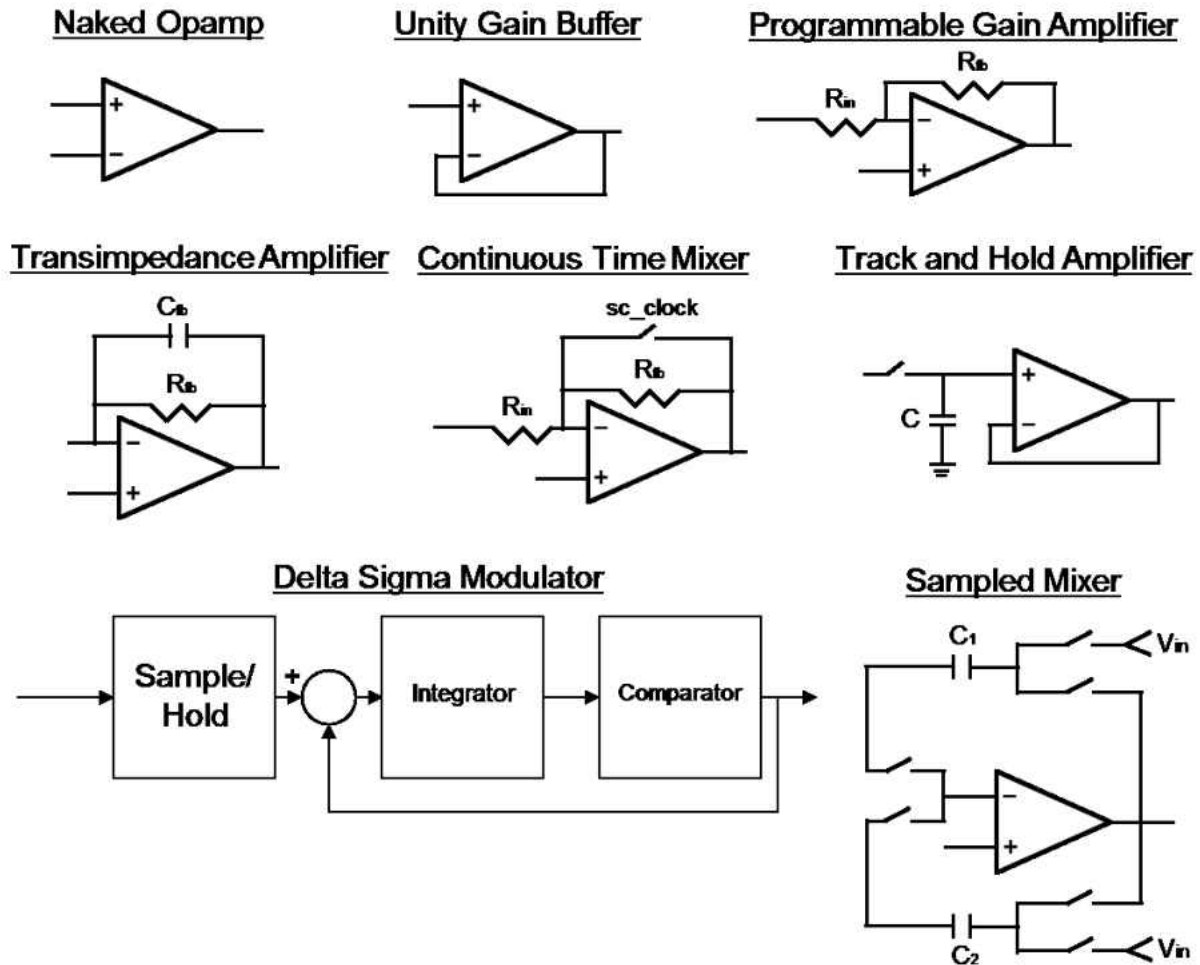 Naked Opamp
Unity Gain Buffer
Programmable Gain Amplifier
+
−
+
−
Rfb
Rin
−
+
Transimpedance Amplifier
Continuous Time Mixer
Track and Hold Amplifier
Cfb
Rfb
−
+
sc_clock
Rfb
Rin
−
+
C
+
−
Delta Sigma Modulator
Sample/
Hold
+
Integrator
Comparator
Sampled Mixer
C1
Vin
−
+
C2
Vin